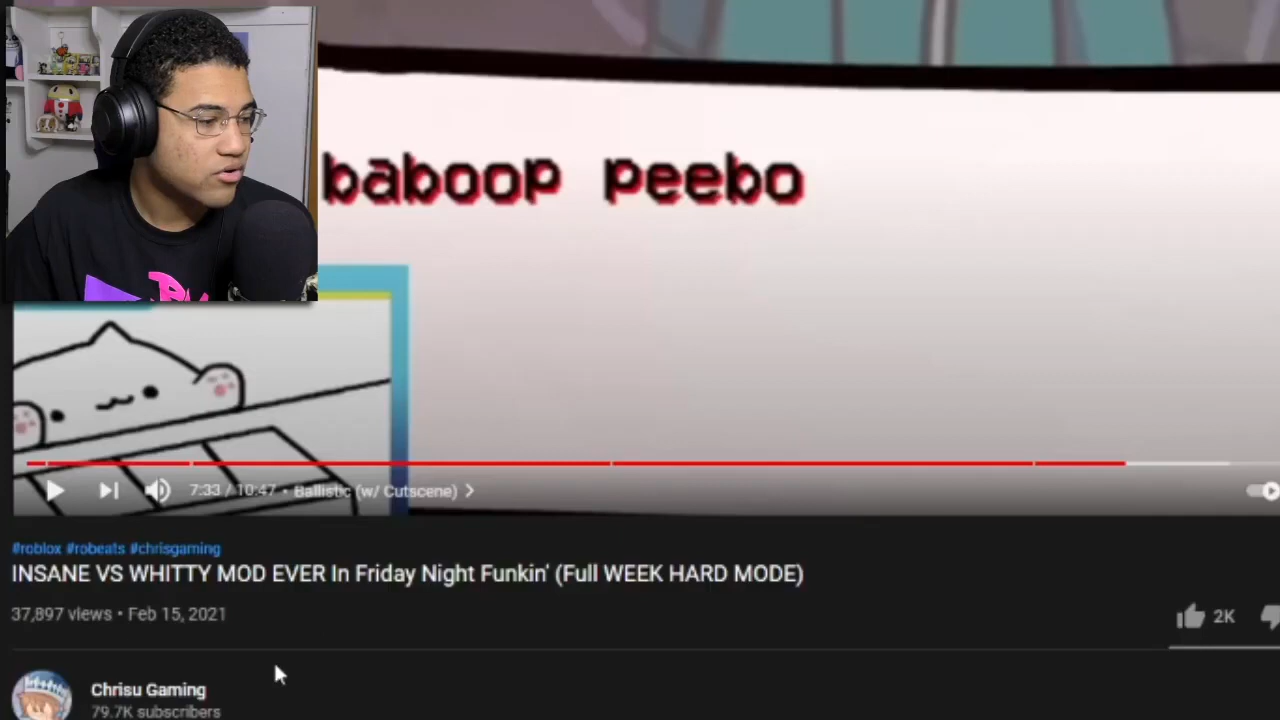 baboop peebo
7:33 / 10:47 • Ballistic (w/ Cutscene) >
#roblox #robeats #chrisgaming
INSANE VS WHITTY MOD EVER In Friday Night Funkin' (Full WEEK HARD MODE)
37,897 views • Feb 15, 2021
2K
Chrisu Gaming
79.7K subscribers